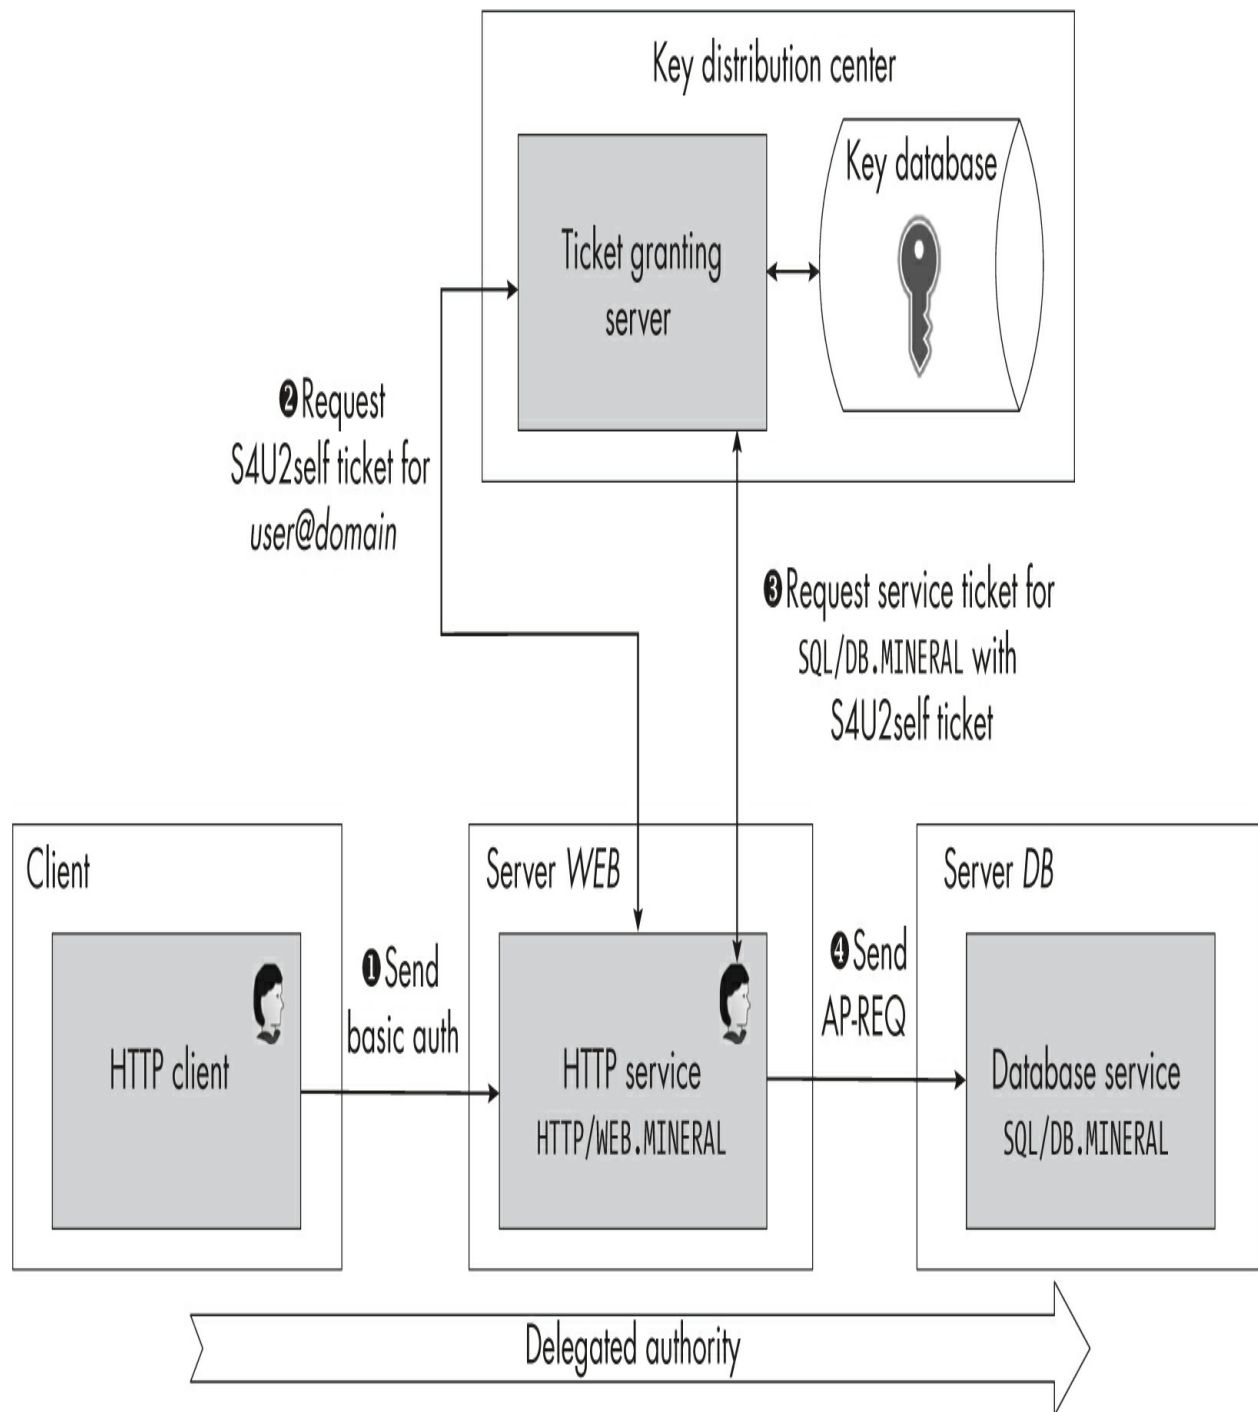 Key distribution center
Key database
Ticket granting
server
❷Request
S4U2self ticket for
user@domain
❸Request service ticket for
SQL/DB.MINERAL with
S4U2self ticket
Client
HTTP client
❶Send
basic auth
Server WEB
HTTP service
HTTP/WEB.MINERAL
❹Send
AP-REQ
Server DB
Database service
SQL/DB.MINERAL
Delegated authority